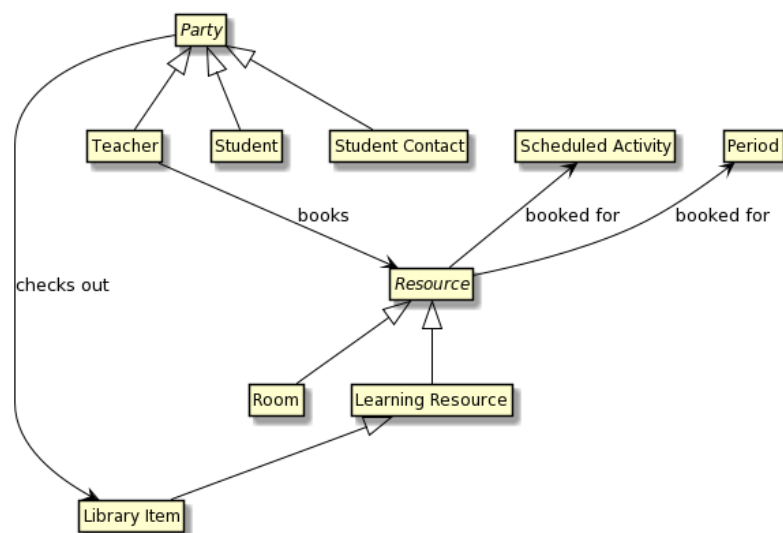 Party
Teacher
Student
Student Contact
Scheduled Activity
Period
books
booked for
booked for
checks out
Resource
Room
Learning Resource
Library Item